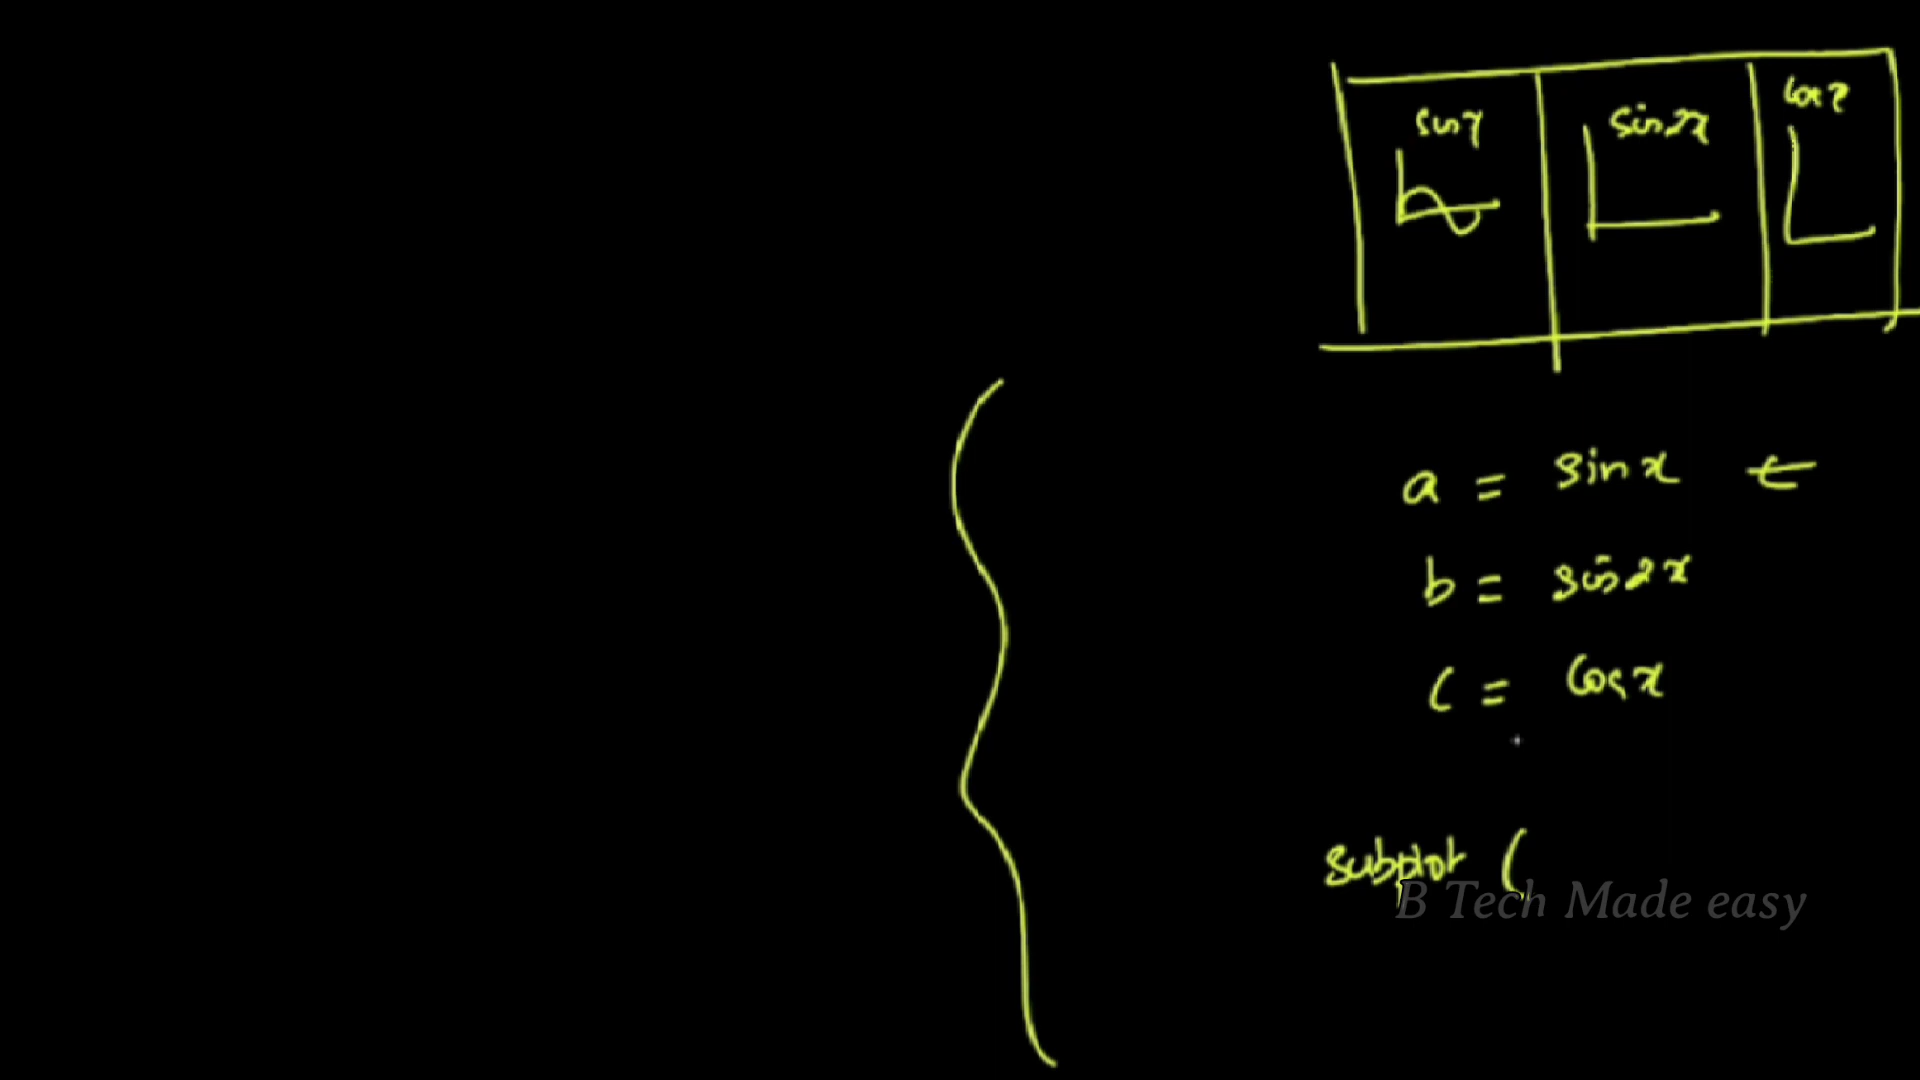 sin x sin 2x cos x
a = sin x ←
b = sin 2x
c = cos x
subplot (
B Tech Made easy